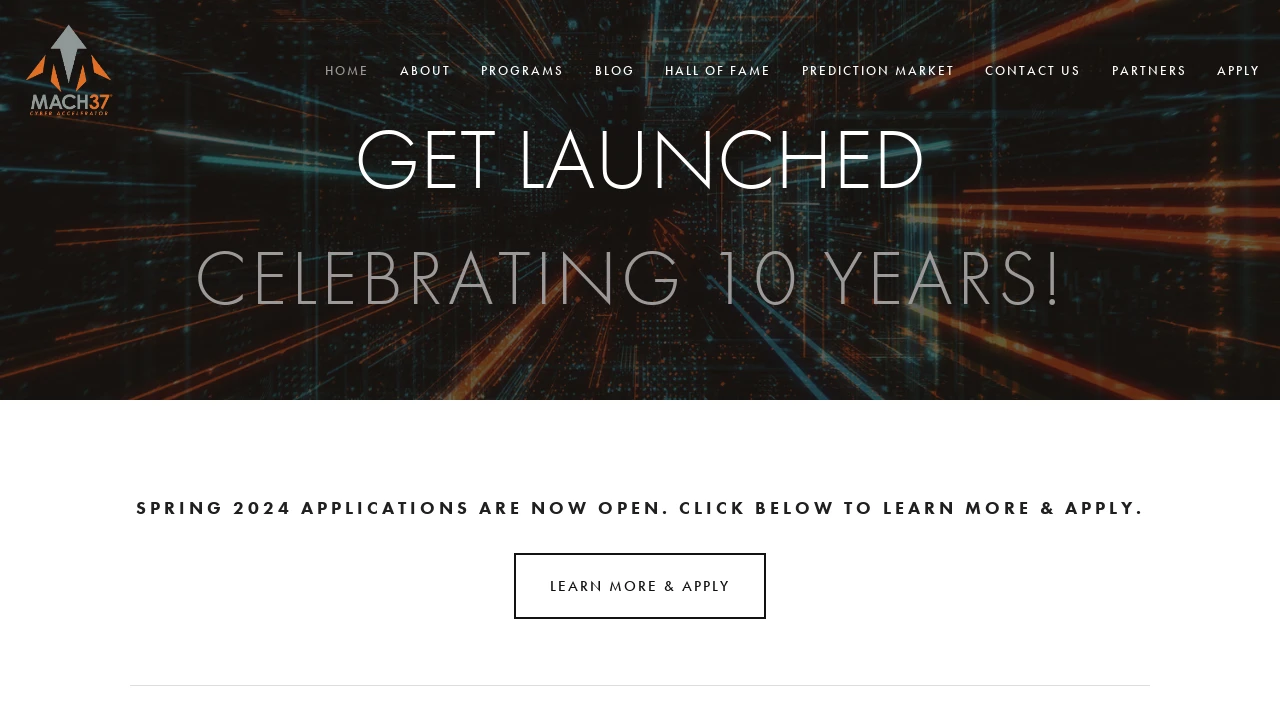 MACH37
CYBER ACCELERATOR
HOME ABOUT PROGRAMS BLOG HALL OF FAME PREDICTION MARKET CONTACT US PARTNERS APPLY
GET LAUNCHED
CELEBRATING 10 YEARS!
SPRING 2024 APPLICATIONS ARE NOW OPEN. CLICK BELOW TO LEARN MORE & APPLY.
LEARN MORE & APPLY